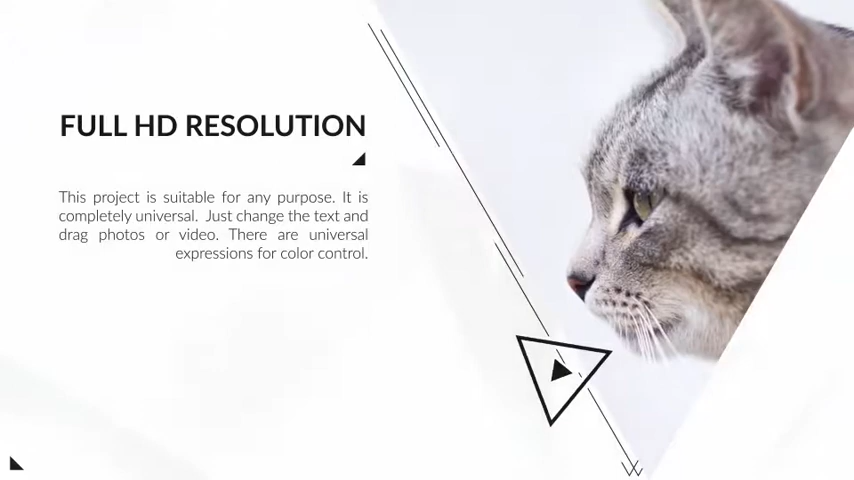 FULL HD RESOLUTION
This project is suitable for any purpose. It is
completely universal. Just change the text and
drag photos or video. There are universal
expressions for color control.